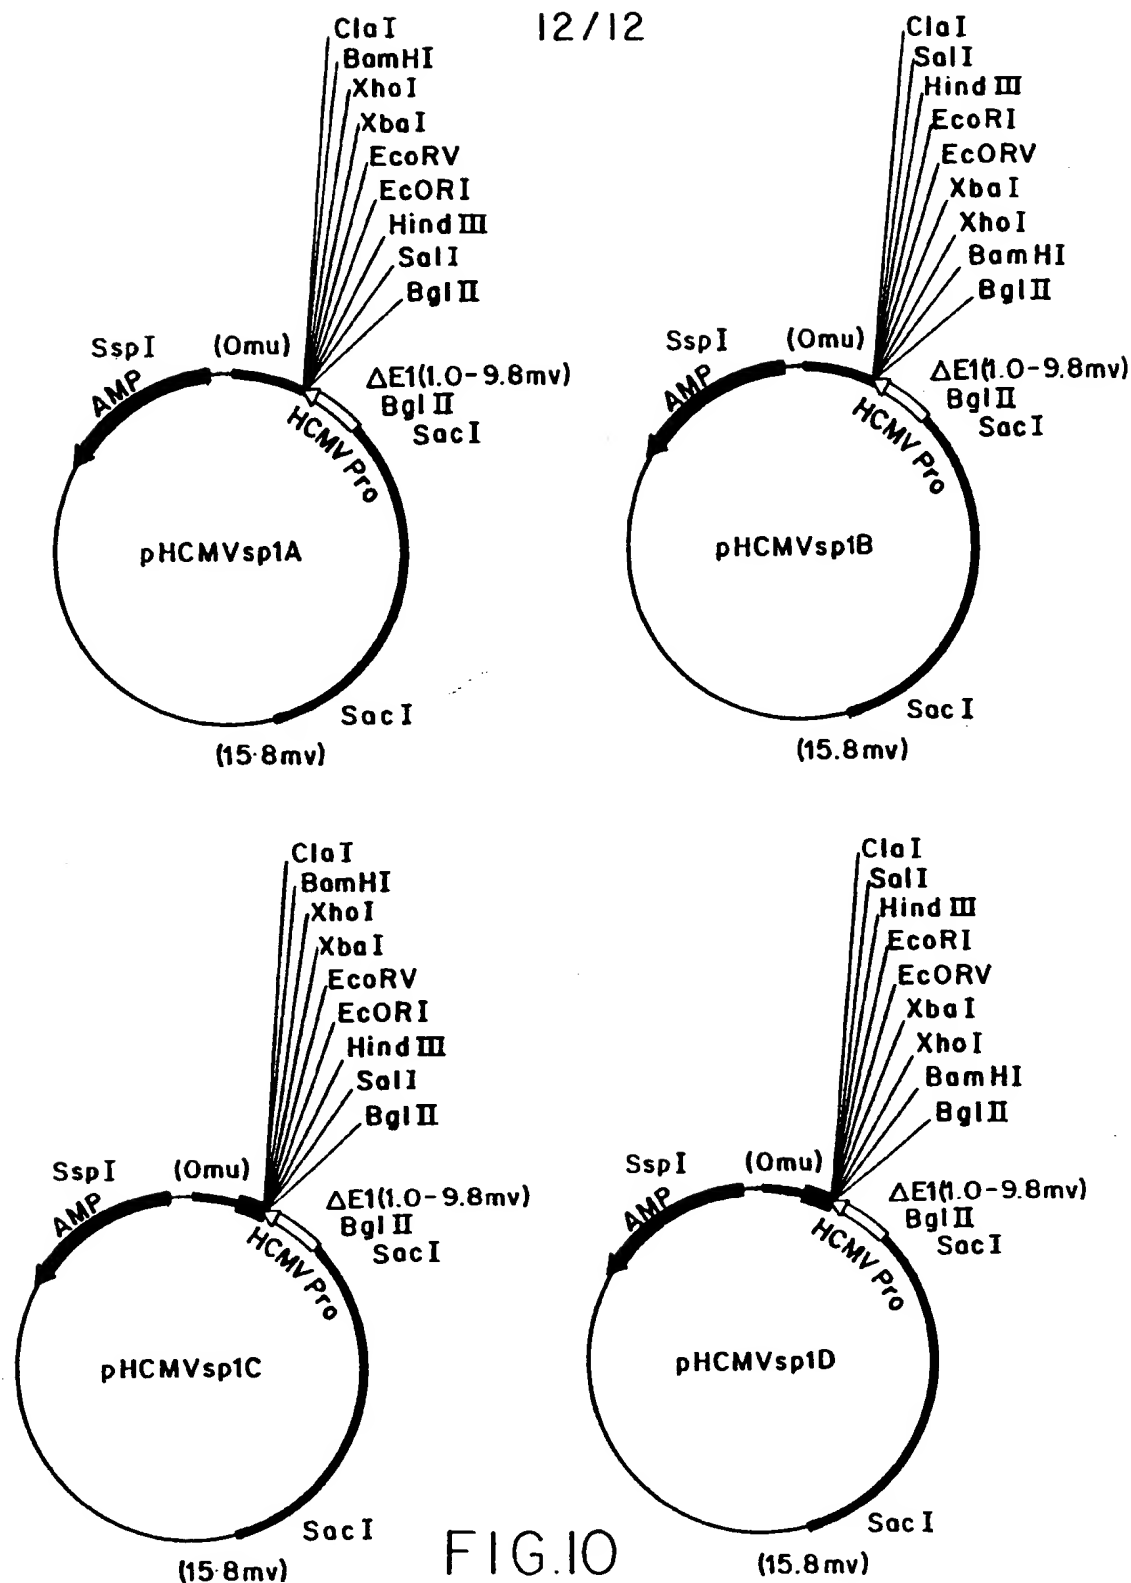 12/12
ClaI
BamHI
XhoI
XbaI
EcoRV
EcORI
Hind III
SalI
BglII
SspI
(Omu)
AMP
ΔE1(1.0-9.8mv)
BglII
SacI
HCMV Pro
pHCMVsp1A
SacI
(15·8mv)
ClaI
SalI
Hind III
EcoRI
EcORV
XbaI
XhoI
BamHI
BglII
SspI
(Omu)
AMP
ΔE1(1.0-9.8mv)
BglII
SacI
HCMV Pro
pHCMVsp1B
SacI
(15.8mv)
ClaI
BamHI
XhoI
XbaI
EcoRV
EcORI
Hind III
SalI
BglII
SspI
(Omu)
AMP
ΔE1(1.0-9.8mv)
BglII
SacI
HCMV Pro
pHCMVsp1C
SacI
(15·8mv)
ClaI
SalI
Hind III
EcoRI
EcORV
XbaI
XhoI
BamHI
BglII
SspI
(Omu)
AMP
ΔE1(1.0-9.8mv)
BglII
SacI
HCMV Pro
pHCMVsp1D
SacI
(15.8mv)
FIG.10